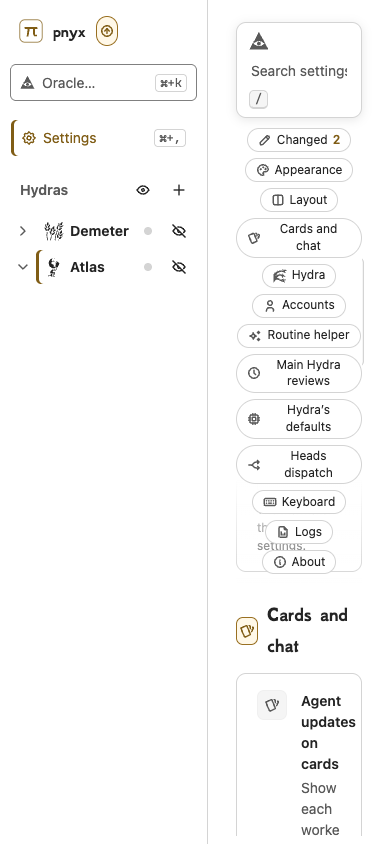 π pnyx
Oracle... ⌘+k
Settings ⌘+,
Hydras
Demeter
Atlas
Search settings
/
Changed 2
Appearance
Layout
Cards and
chat
Hydra
Accounts
Routine helper
Main Hydra
reviews
Hydra's
defaults
Heads
dispatch
Keyboard
Logs
settings.
About
Cards and
chat
Agent
updates
on
cards
Show
each
worke